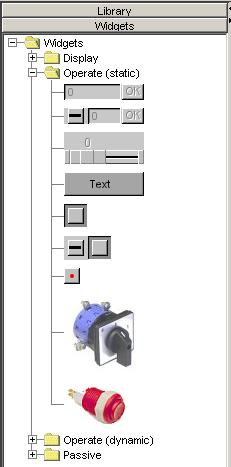 Library
Widgets
Widgets
Display
Operate (static)
0 OK
0 OK
0
Text
Operate (dynamic)
Passive